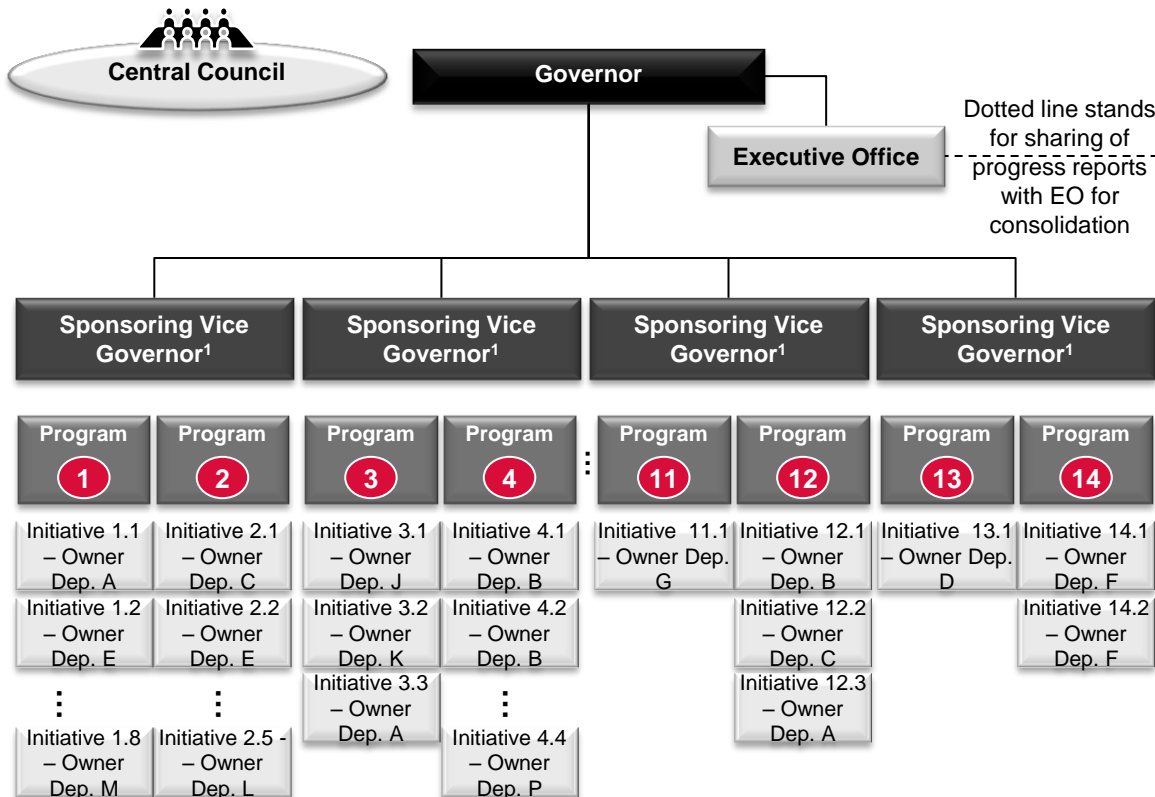 Central Council
Governor
Executive Office
Dotted line stands
for sharing of
progress reports
with EO for
consolidation
Sponsoring Vice
Governor1
Sponsoring Vice
Governor1
Sponsoring Vice
Governor1
Sponsoring Vice
Governor1
Program
1
Program
2
Program
3
Program
4
⋮
Program
11
Program
12
Program
13
Program
14
Initiative 1.1
– Owner
Dep. A
Initiative 2.1
– Owner
Dep. C
Initiative 3.1
– Owner
Dep. J
Initiative 4.1
– Owner
Dep. B
Initiative 11.1
– Owner Dep.
G
Initiative 12.1
– Owner
Dep. B
Initiative 13.1
– Owner Dep.
D
Initiative 14.1
– Owner
Dep. F
Initiative 1.2
– Owner
Dep. E
Initiative 2.2
– Owner
Dep. E
Initiative 3.2
– Owner
Dep. K
Initiative 4.2
– Owner
Dep. B
Initiative 12.2
– Owner
Dep. C
Initiative 14.2
– Owner
Dep. F
⋮
⋮
Initiative 3.3
– Owner
Dep. A
⋮
Initiative 12.3
– Owner
Dep. A
Initiative 1.8
– Owner
Dep. M
Initiative 2.5 -
– Owner
Dep. L
Initiative 4.4
– Owner
Dep. P